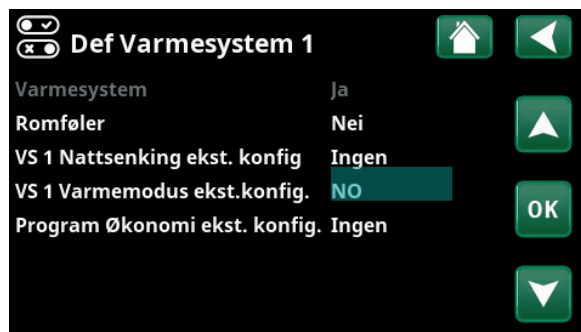 Def Varmesystem 1
Varmesystem Ja
Romføler Nei
VS 1 Nattsenking ekst. konfig Ingen
VS 1 Varmemodus ekst.konfig. NO
Program Økonomi ekst. konfig. Ingen
OK